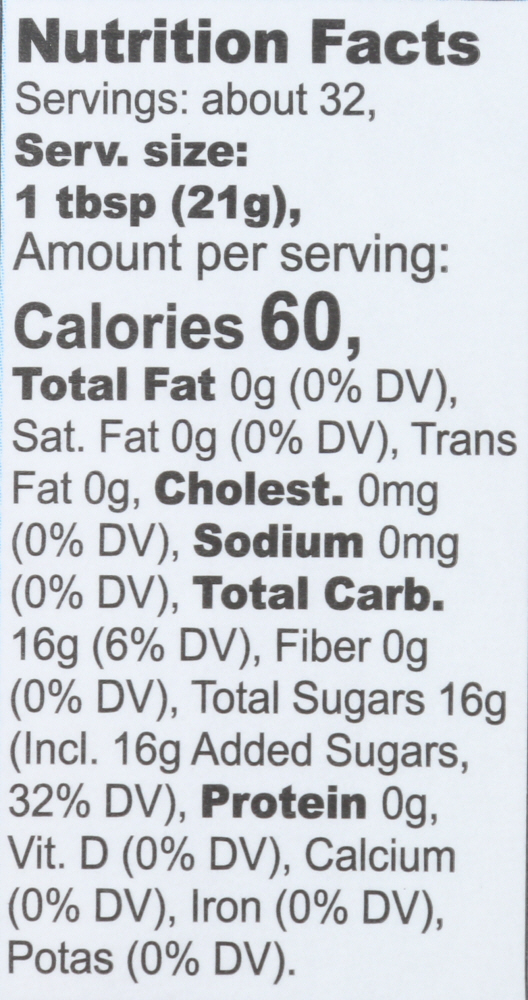 Nutrition Facts
Servings: about 32,
Serv. size:
1 tbsp (21g),
Amount per serving:
Calories 60,
Total Fat 0g (0% DV),
Sat. Fat 0g (0% DV), Trans
Fat 0g, Cholest. 0mg
(0% DV), Sodium 0mg
(0% DV), Total Carb.
16g (6% DV), Fiber 0g
(0% DV), Total Sugars 16g
(Incl. 16g Added Sugars,
32% DV), Protein 0g,
Vit. D (0% DV), Calcium
(0% DV), Iron (0% DV),
Potas (0% DV).